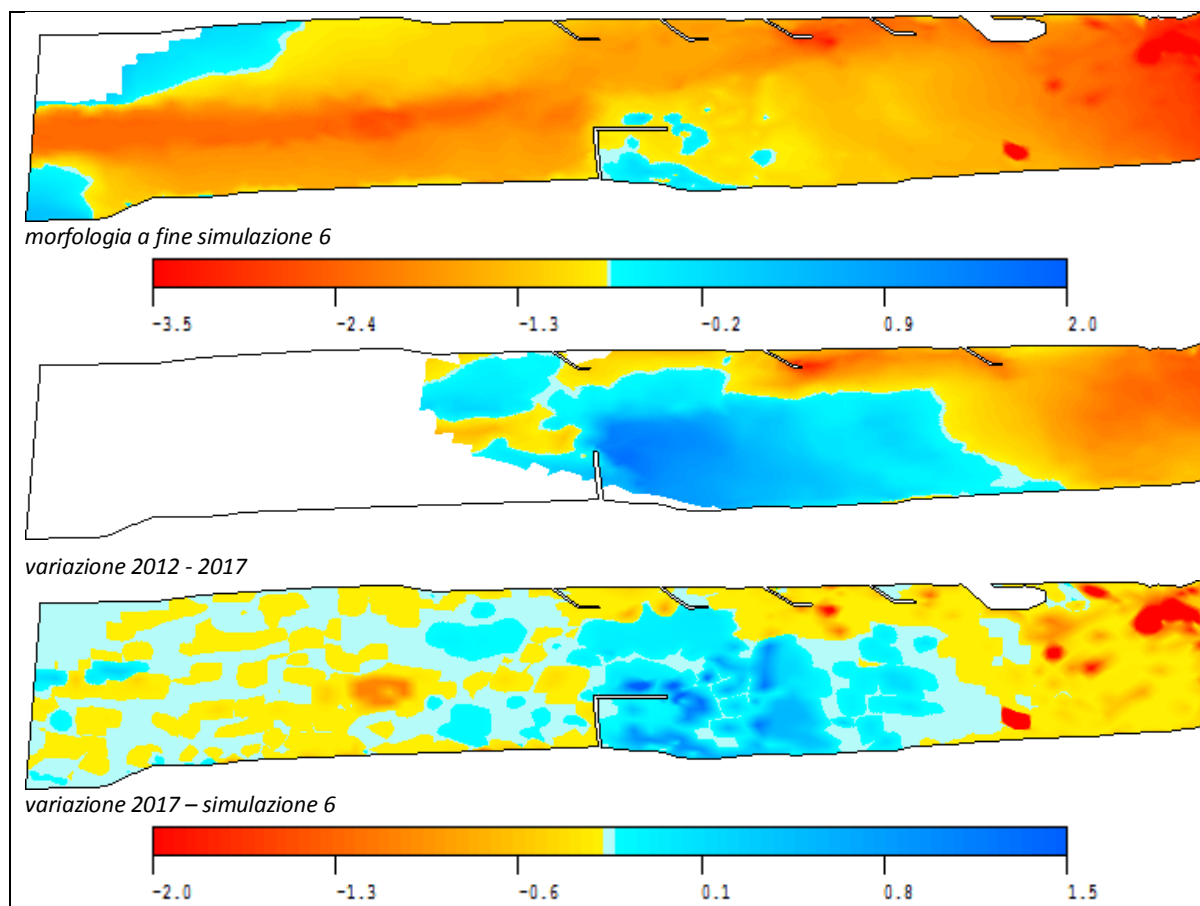 morfologia a fine simulazione 6
-3.5 -2.4 -1.3 -0.2 0.9 2.0
variazione 2012 - 2017
variazione 2017 – simulazione 6
-2.0 -1.3 -0.6 0.1 0.8 1.5